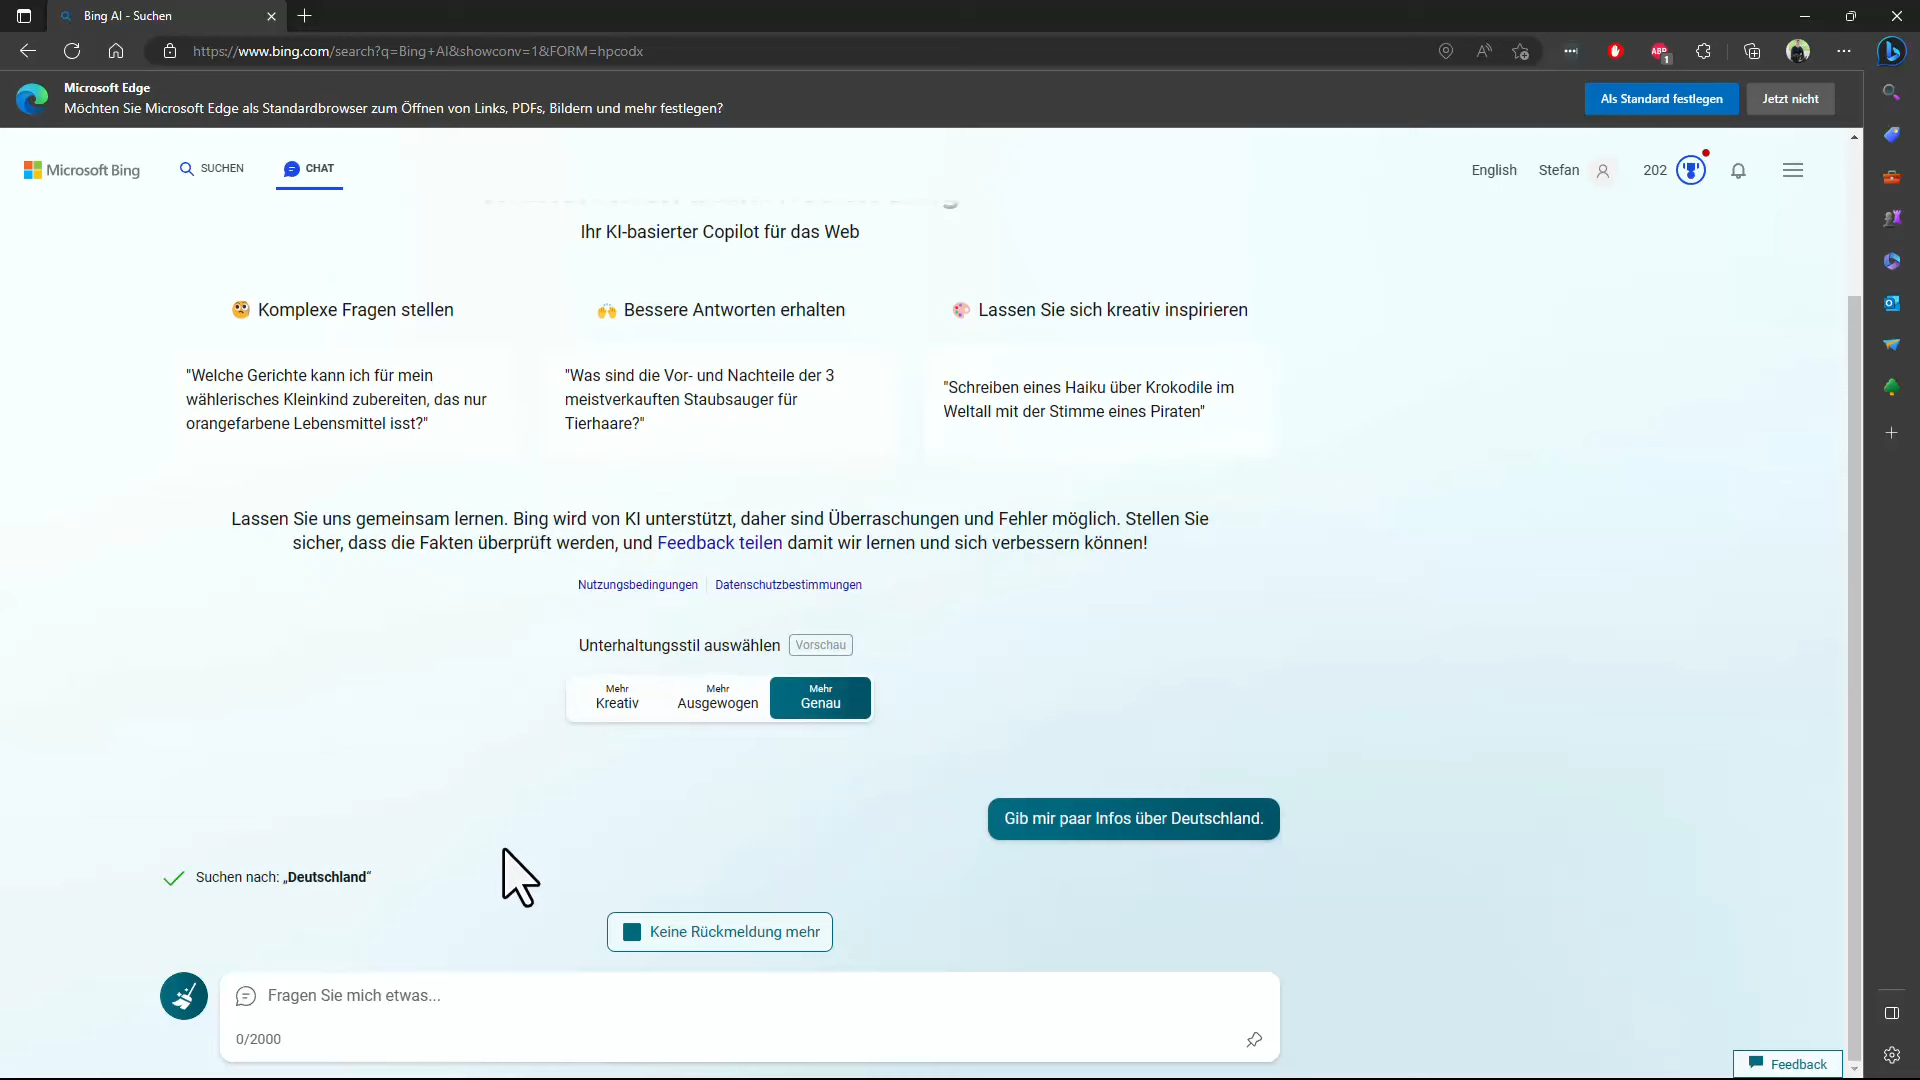 Bing AI - Suchen
https://www.bing.com/search?q=Bing+AI&showconv=1&FORM=hpcodx
ABP
1
Microsoft Edge
Möchten Sie Microsoft Edge als Standardbrowser zum Öffnen von Links, PDFs, Bildern und mehr festlegen?
Als Standard festlegen
Jetzt nicht
Microsoft Bing
SUCHEN
CHAT
English
Stefan
202
Ihr KI-basierter Copilot für das Web
Komplexe Fragen stellen
Bessere Antworten erhalten
Lassen Sie sich kreativ inspirieren
"Welche Gerichte kann ich für mein
wählerisches Kleinkind zubereiten, das nur
orangefarbene Lebensmittel isst?"
"Was sind die Vor- und Nachteile der 3
meistverkauften Staubsauger für
Tierhaare?"
"Schreiben eines Haiku über Krokodile im
Weltall mit der Stimme eines Piraten"
Lassen Sie uns gemeinsam lernen. Bing wird von KI unterstützt, daher sind Überraschungen und Fehler möglich. Stellen Sie
sicher, dass die Fakten überprüft werden, und Feedback teilen damit wir lernen und sich verbessern können!
Nutzungsbedingungen
Datenschutzbestimmungen
Unterhaltungsstil auswählen
Vorschau
Mehr
Kreativ
Mehr
Ausgewogen
Mehr
Genau
Gib mir paar Infos über Deutschland.
Suchen nach: „Deutschland“
Keine Rückmeldung mehr
Fragen Sie mich etwas...
0/2000
Feedback